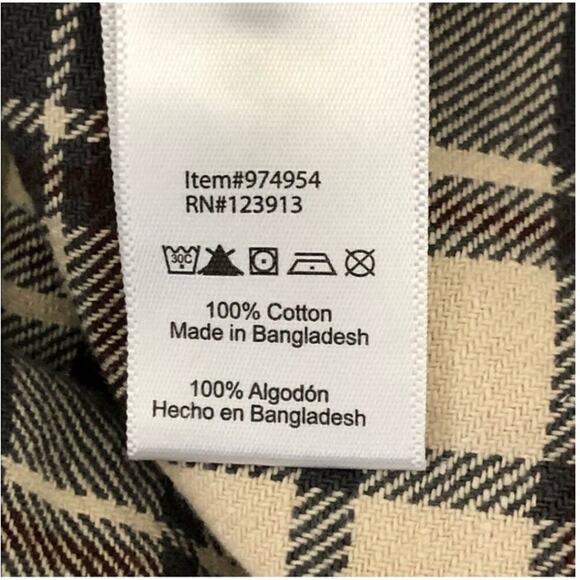 Item#974954
RN#123913
30C
100% Cotton
Made in Bangladesh
100% Algodón
Hecho en Bangladesh